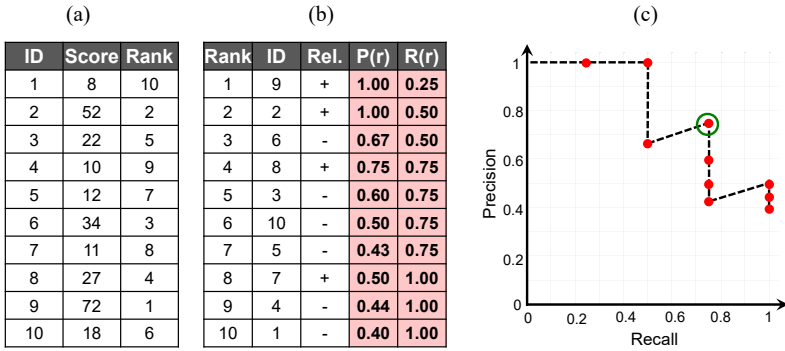 (a)
ID Score Rank
1 8 10
2 52 2
3 22 5
4 10 9
5 12 7
6 34 3
7 11 8
8 27 4
9 72 1
10 18 6
(b)
Rank ID Rel. P(r) R(r)
1 9 + 1.00 0.25
2 2 + 1.00 0.50
3 6 - 0.67 0.50
4 8 + 0.75 0.75
5 3 - 0.60 0.75
6 10 - 0.50 0.75
7 5 - 0.43 0.75
8 7 + 0.50 1.00
9 4 - 0.44 1.00
10 1 - 0.40 1.00
(c)
Precision
1
0.8
0.6
0.4
0.2
0
0 0.2 0.4 0.6 0.8 1
Recall